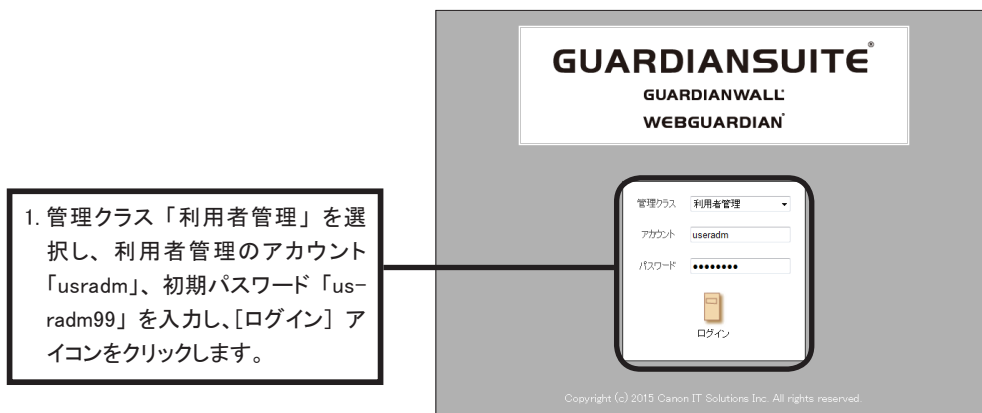 GUARDIANSUITE®
GUARDIANWALL
WEBGUARDIAN
1. 管理クラス「利用者管理」を選
択し、利用者管理のアカウント
「usradm」、初期パスワード「us-
radm99」を入力し、[ログイン] ア
イコンをクリックします。
管理クラス 利用者管理
アカウント useradm
パスワード ●●●●●●●●
ログイン
Copyright (c) 2015 Canon IT Solutions Inc. All rights reserved.